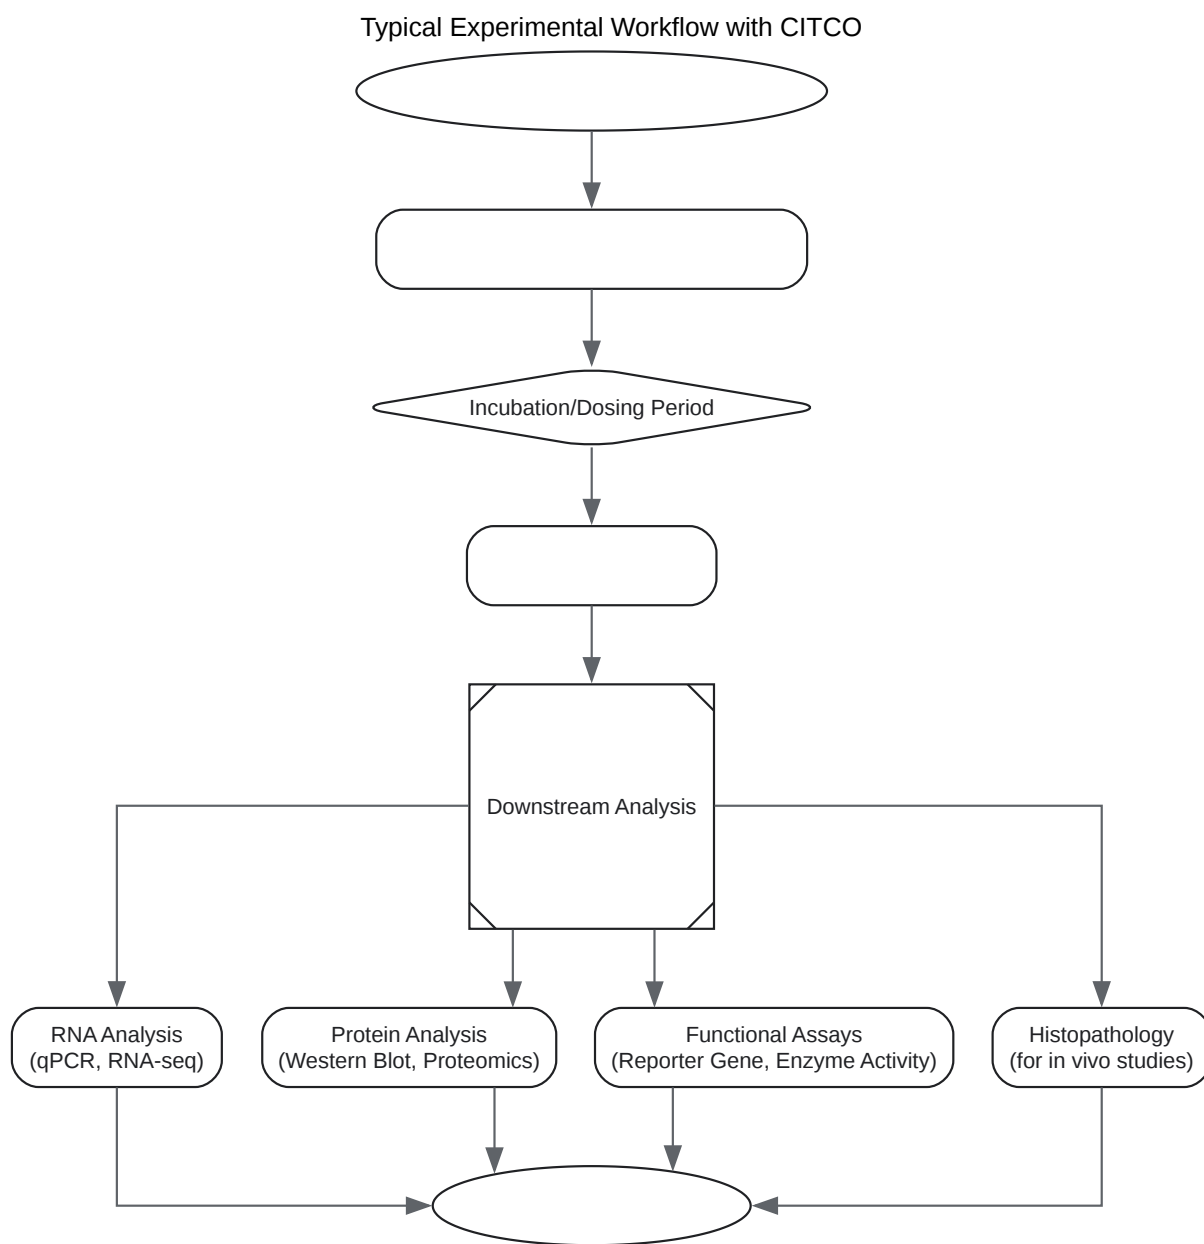 Typical Experimental Workflow with CITCO
Incubation/Dosing Period
Downstream Analysis
RNA Analysis
(qPCR, RNA-seq)
Protein Analysis
(Western Blot, Proteomics)
Functional Assays
(Reporter Gene, Enzyme Activity)
Histopathology
(for in vivo studies)